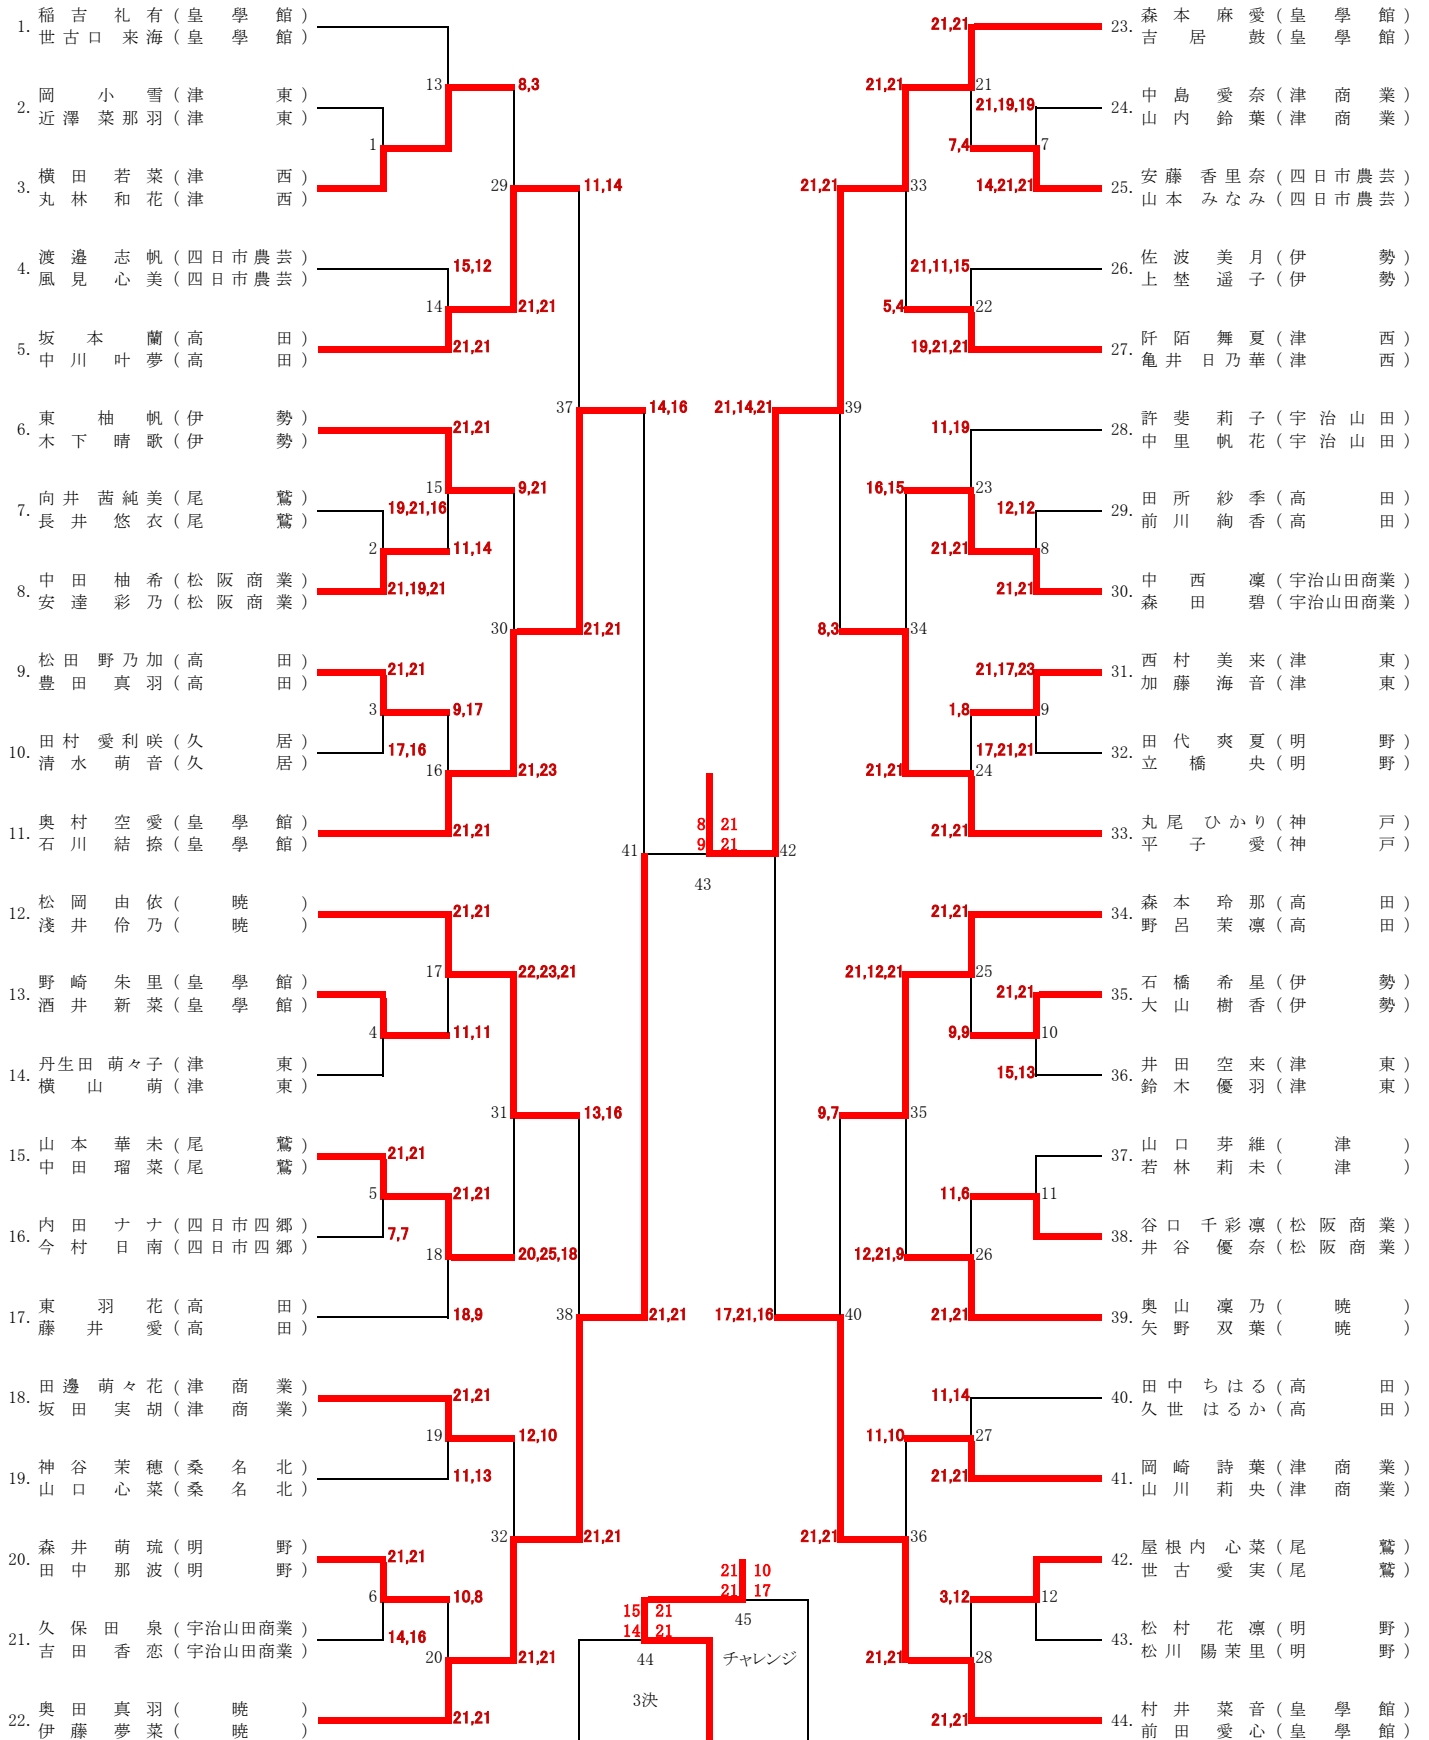 1. 稲吉礼有(皇學館)
世古口来海(皇學館)
13
8,3
2. 岡小雪(津東)
近澤菜那羽(津東)
1
3. 横田若菜(津西)
丸林和花(津西)
29
11,14
4. 渡邉志帆(四日市農芸)
風見心美(四日市農芸)
15,12
14
21,21
5. 坂本蘭(高田)
中川叶夢(高田)
21,21
37
14,16
6. 東柚帆(伊勢)
木下晴歌(伊勢)
21,21
15
9,21
7. 向井茜純美(尾鷲)
長井悠衣(尾鷲)
19,21,16
2
11,14
8. 中田柚希(松阪商業)
安達彩乃(松阪商業)
21,19,21
30
21,21
9. 松田野乃加(高田)
豊田真羽(高田)
21,21
3
9,17
10. 田村愛利咲(久居)
清水萌音(久居)
17,16
16
21,23
11. 奥村空愛(皇學館)
石川結捺(皇學館)
21,21
41
12. 松岡由依(暁)
淺井伶乃(暁)
21,21
17
22,23,21
13. 野崎朱里(皇學館)
酒井新菜(皇學館)
4
11,11
14. 丹生田萌々子(津東)
横山萌(津東)
31
13,16
15. 山本華未(尾鷲)
中田瑠菜(尾鷲)
21,21
5
21,21
16. 内田ナナ(四日市四郷)
今村日南(四日市四郷)
7,7
18
20,25,18
17. 東羽花(高田)
藤井愛(高田)
18,9
38
21,21
18. 田邊萌々花(津商業)
坂田実胡(津商業)
21,21
19
12,10
19. 神谷茉穂(桑名北)
山口心菜(桑名北)
11,13
32
21,21
20. 森井萌琉(明野)
田中那波(明野)
21,21
6
10,8
21. 久保田泉(宇治山田商業)
吉田香恋(宇治山田商業)
14,16
20
21,21
22. 奥田真羽(暁)
伊藤夢菜(暁)
21,21
8 21
9 21
43
21 10
21 17
45
チャレンジ
15 21
14 21
44
3決
23. 森本麻愛(皇學館)
吉居鼓(皇學館)
21,21
21
21,21
24. 中島愛奈(津商業)
山内鈴葉(津商業)
21,19,19
7
7,4
25. 安藤香里奈(四日市農芸)
山本みなみ(四日市農芸)
14,21,21
33
21,21
26. 佐波美月(伊勢)
上埜遥子(伊勢)
21,11,15
22
5,4
27. 阡陌舞夏(津西)
亀井日乃華(津西)
19,21,21
39
21,14,21
28. 許斐莉子(宇治山田)
中里帆花(宇治山田)
11,19
23
16,15
29. 田所紗季(高田)
前川絢香(高田)
12,12
8
21,21
30. 中西凜(宇治山田商業)
森田碧(宇治山田商業)
21,21
34
8,3
31. 西村美来(津東)
加藤海音(津東)
21,17,23
9
1,8
32. 田代爽夏(明野)
立橋央(明野)
17,21,21
24
21,21
33. 丸尾ひかり(神戸)
平子愛(神戸)
21,21
42
34. 森本玲那(高田)
野呂茉凛(高田)
21,21
25
21,12,21
35. 石橋希星(伊勢)
大山樹香(伊勢)
21,21
10
9,9
36. 井田空来(津東)
鈴木優羽(津東)
15,13
35
9,7
37. 山口芽維(津)
若林莉未(津)
11
11,6
38. 谷口千彩凛(松阪商業)
井谷優奈(松阪商業)
26
12,21,9
39. 奥山凜乃(暁)
矢野双葉(暁)
21,21
40
17,21,16
40. 田中ちはる(高田)
久世はるか(高田)
11,14
27
11,10
41. 岡崎詩葉(津商業)
山川莉央(津商業)
21,21
36
21,21
42. 屋根内心菜(尾鷲)
世古愛実(尾鷲)
12
3,12
43. 松村花凛(明野)
松川陽茉里(明野)
28
21,21
44. 村井菜音(皇學館)
前田愛心(皇學館)
21,21